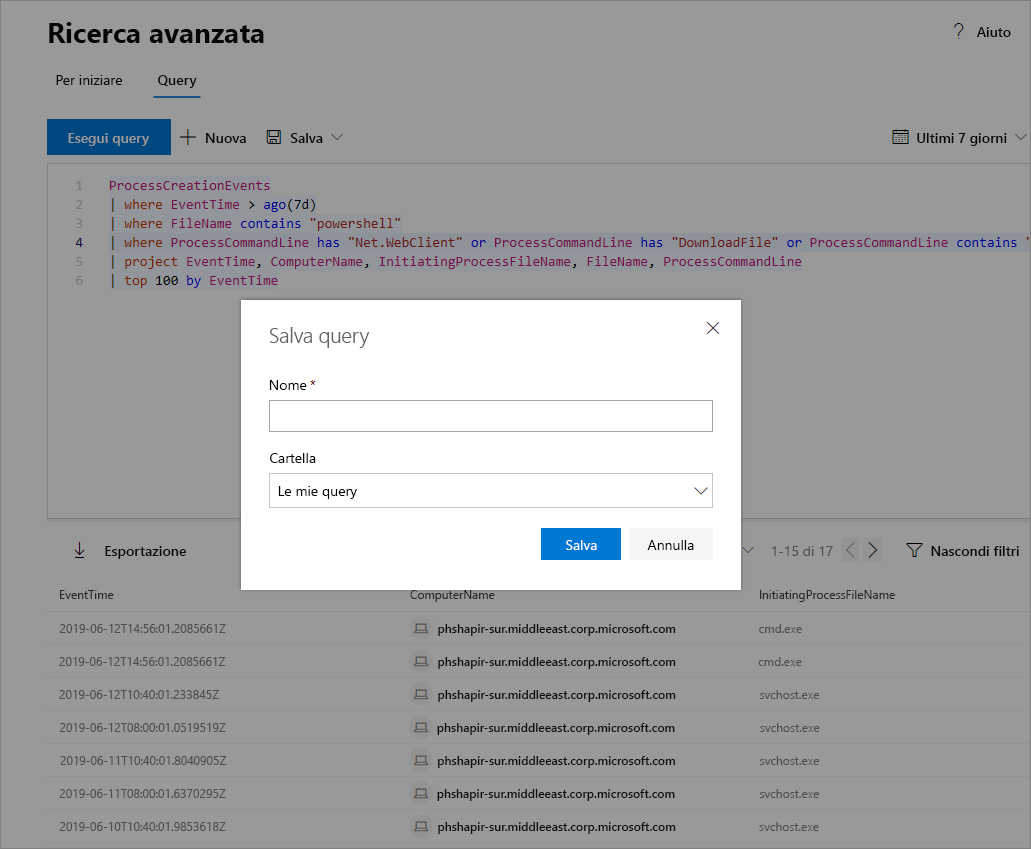 Ricerca avanzata
? Aiuto
Per iniziare Query
Esegui query + Nuova Salva Ultimi 7 giorni
1 ProcessCreationEvents
2 | where EventTime > ago(7d)
3 | where FileName contains "powershell"
4 | where ProcessCommandLine has "Net.WebClient" or ProcessCommandLine has "DownloadFile" or ProcessCommandLine contains "
5 | project EventTime, ComputerName, InitiatingProcessFileName, FileName, ProcessCommandLine
6 | top 100 by EventTime
Salva query
Nome *
Cartella
Le mie query
Salva Annulla
Esportazione 1-15 di 17 Nascondi filtri
EventTime ComputerName InitiatingProcessFileName
2019-06-12T14:56:01.2085661Z phshapir-sur.middleeast.corp.microsoft.com cmd.exe
2019-06-12T14:56:01.2085661Z phshapir-sur.middleeast.corp.microsoft.com cmd.exe
2019-06-12T10:40:01.233845Z phshapir-sur.middleeast.corp.microsoft.com svchost.exe
2019-06-12T08:00:01.0519519Z phshapir-sur.middleeast.corp.microsoft.com svchost.exe
2019-06-11T10:40:01.8040905Z phshapir-sur.middleeast.corp.microsoft.com svchost.exe
2019-06-11T08:00:01.6370295Z phshapir-sur.middleeast.corp.microsoft.com svchost.exe
2019-06-10T10:40:01.9853618Z phshapir-sur.middleeast.corp.microsoft.com svchost.exe